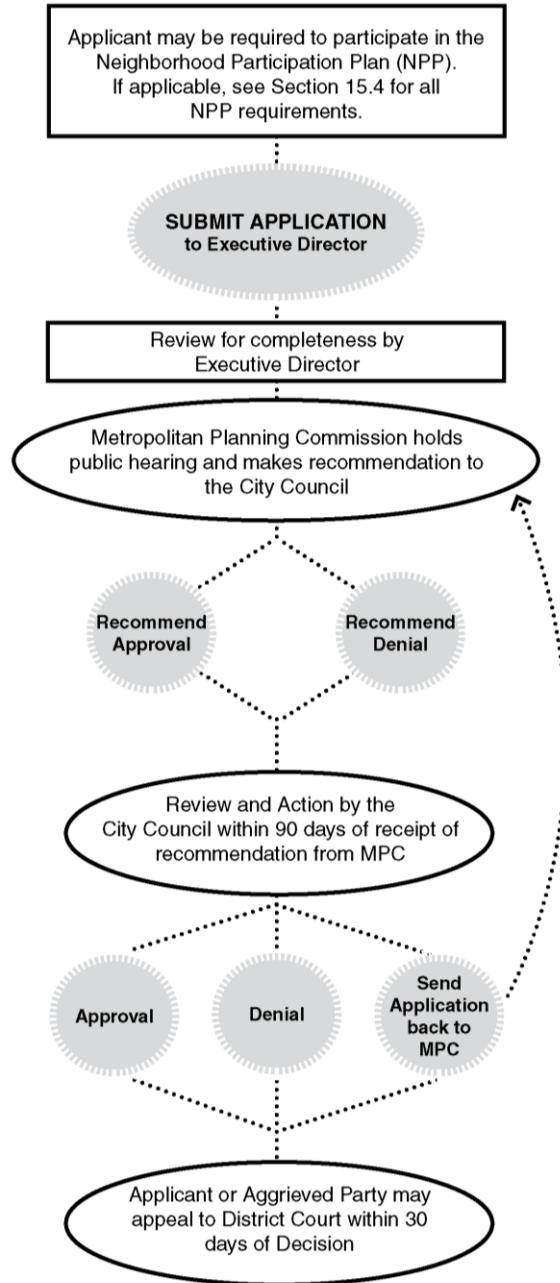 Applicant may be required to participate in the
Neighborhood Participation Plan (NPP).
If applicable, see Section 15.4 for all
NPP requirements.
SUBMIT APPLICATION
to Executive Director
Review for completeness by
Executive Director
Metropolitan Planning Commission holds
public hearing and makes recommendation to
the City Council
Recommend
Approval
Recommend
Denial
Review and Action by the
City Council within 90 days of receipt of
recommendation from MPC
Approval
Denial
Send
Application
back to
MPC
Applicant or Aggrieved Party may
appeal to District Court within 30
days of Decision